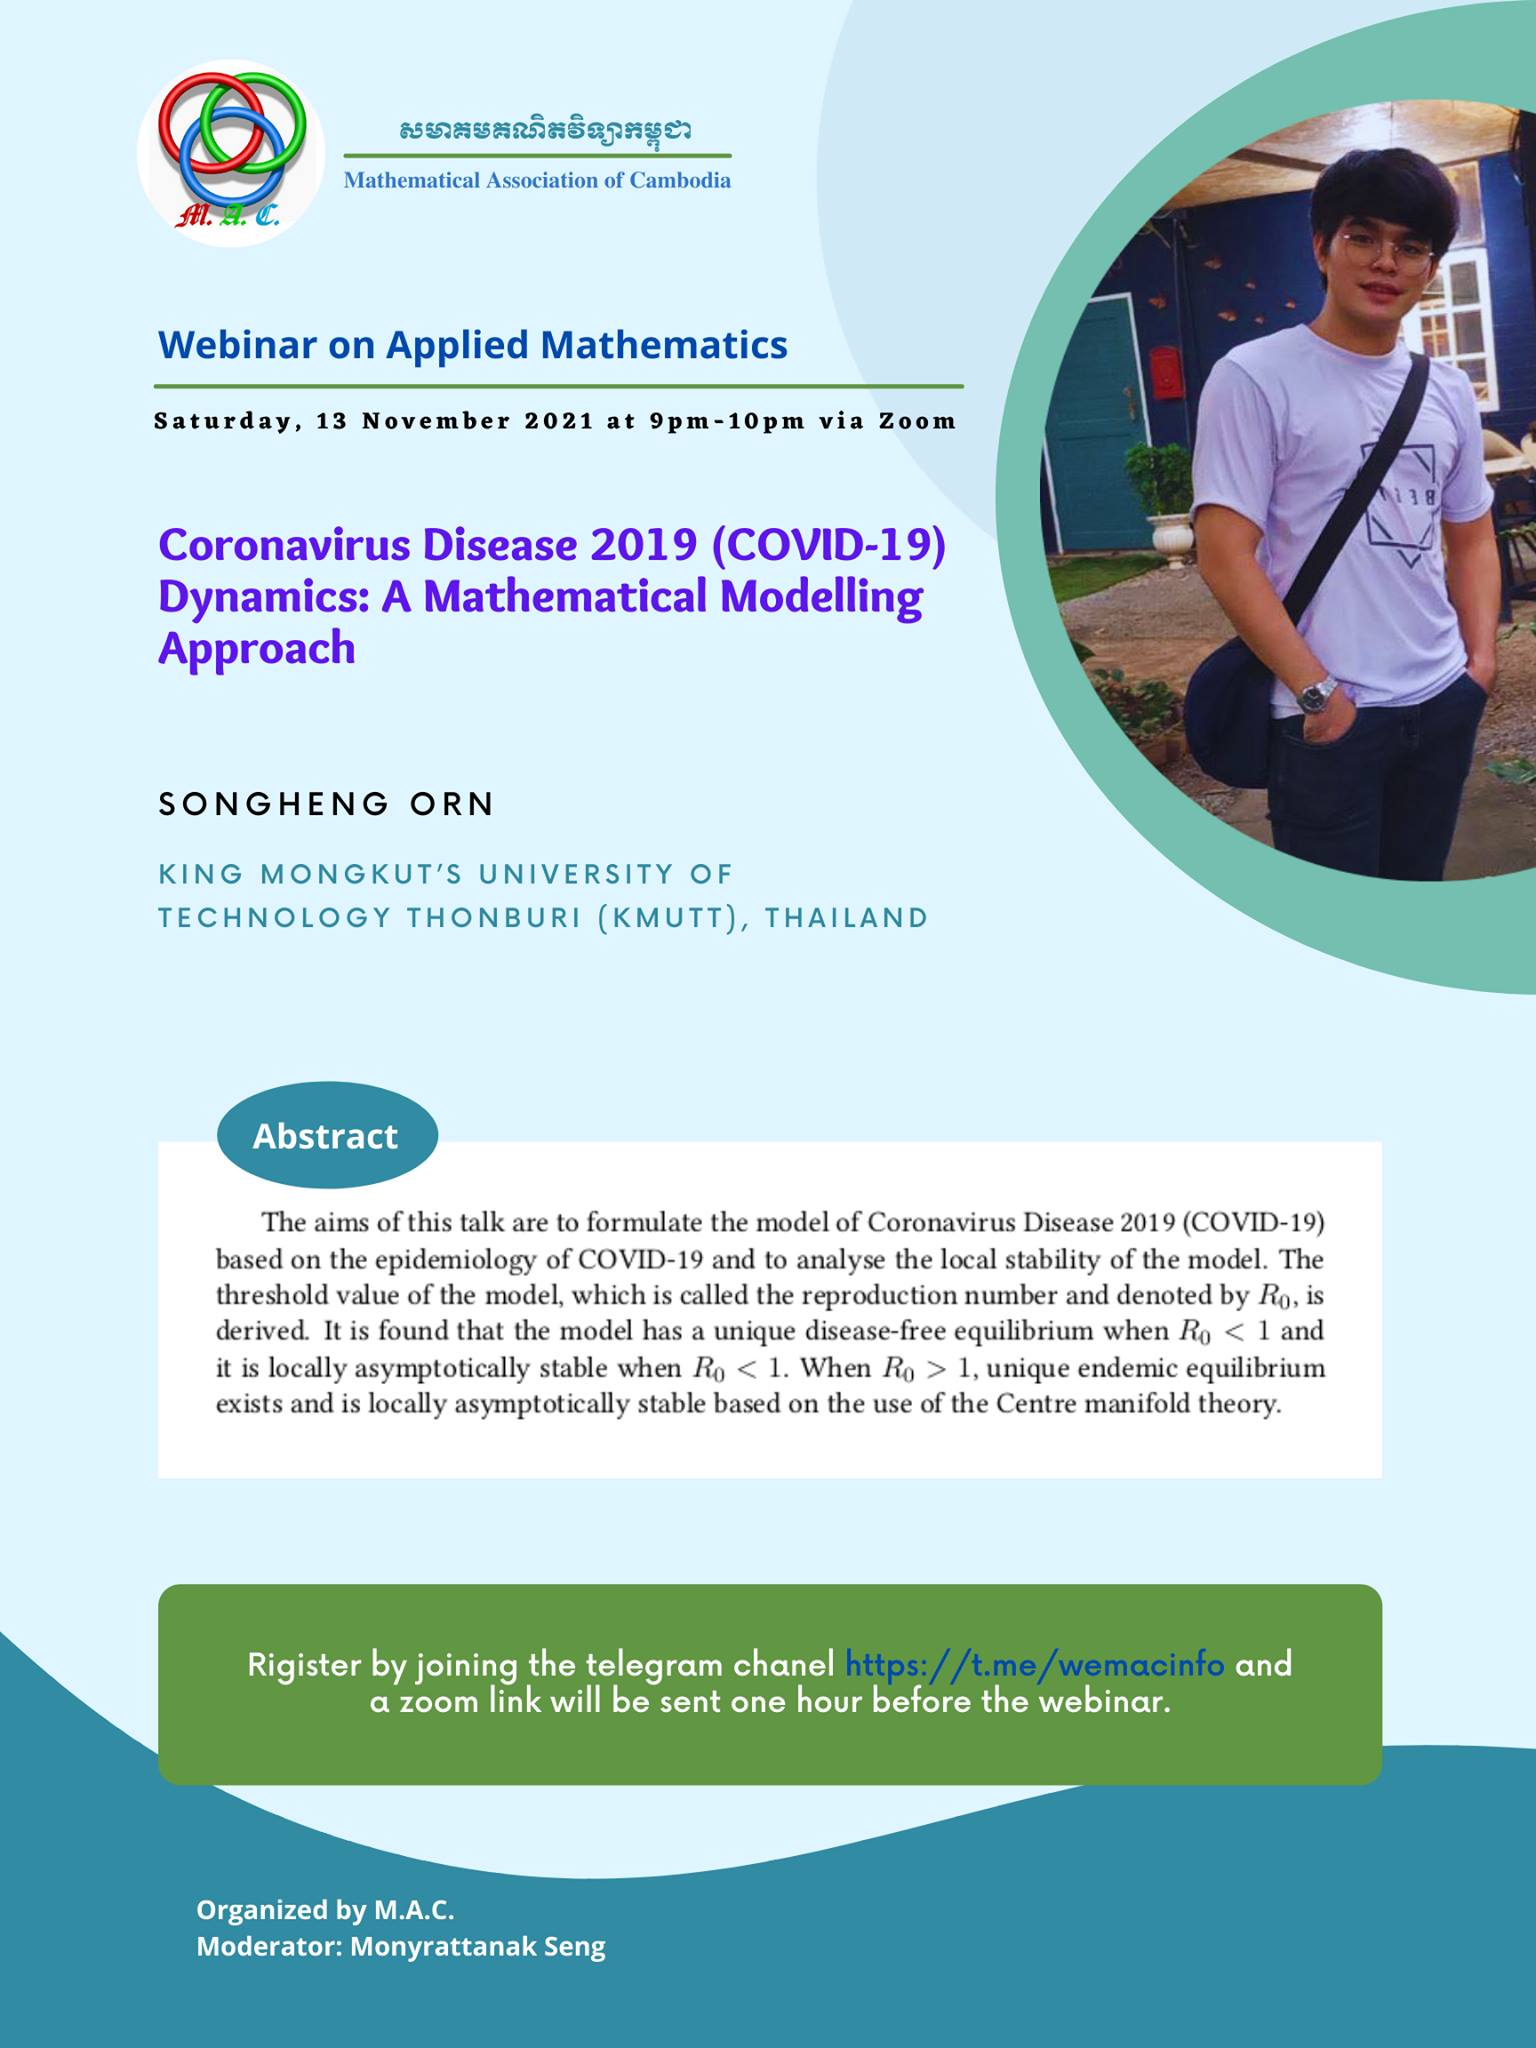 M. A. C.
សមាគមគណិតវិទ្យាកម្ពុជា
Mathematical Association of Cambodia
Webinar on Applied Mathematics
Saturday, 13 November 2021 at 9pm-10pm via Zoom
Coronavirus Disease 2019 (COVID-19)
Dynamics: A Mathematical Modelling
Approach
SONGHENG ORN
KING MONGKUT'S UNIVERSITY OF
TECHNOLOGY THONBURI (KMUTT), THAILAND
Abstract
The aims of this talk are to formulate the model of Coronavirus Disease 2019 (COVID-19)
based on the epidemiology of COVID-19 and to analyse the local stability of the model. The
threshold value of the model, which is called the reproduction number and denoted by R₀, is
derived. It is found that the model has a unique disease-free equilibrium when R₀ < 1 and
it is locally asymptotically stable when R₀ < 1. When R₀ > 1, unique endemic equilibrium
exists and is locally asymptotically stable based on the use of the Centre manifold theory.
Rigister by joining the telegram chanel https://t.me/wemacinfo and
a zoom link will be sent one hour before the webinar.
Organized by M.A.C.
Moderator: Monyrattanak Seng